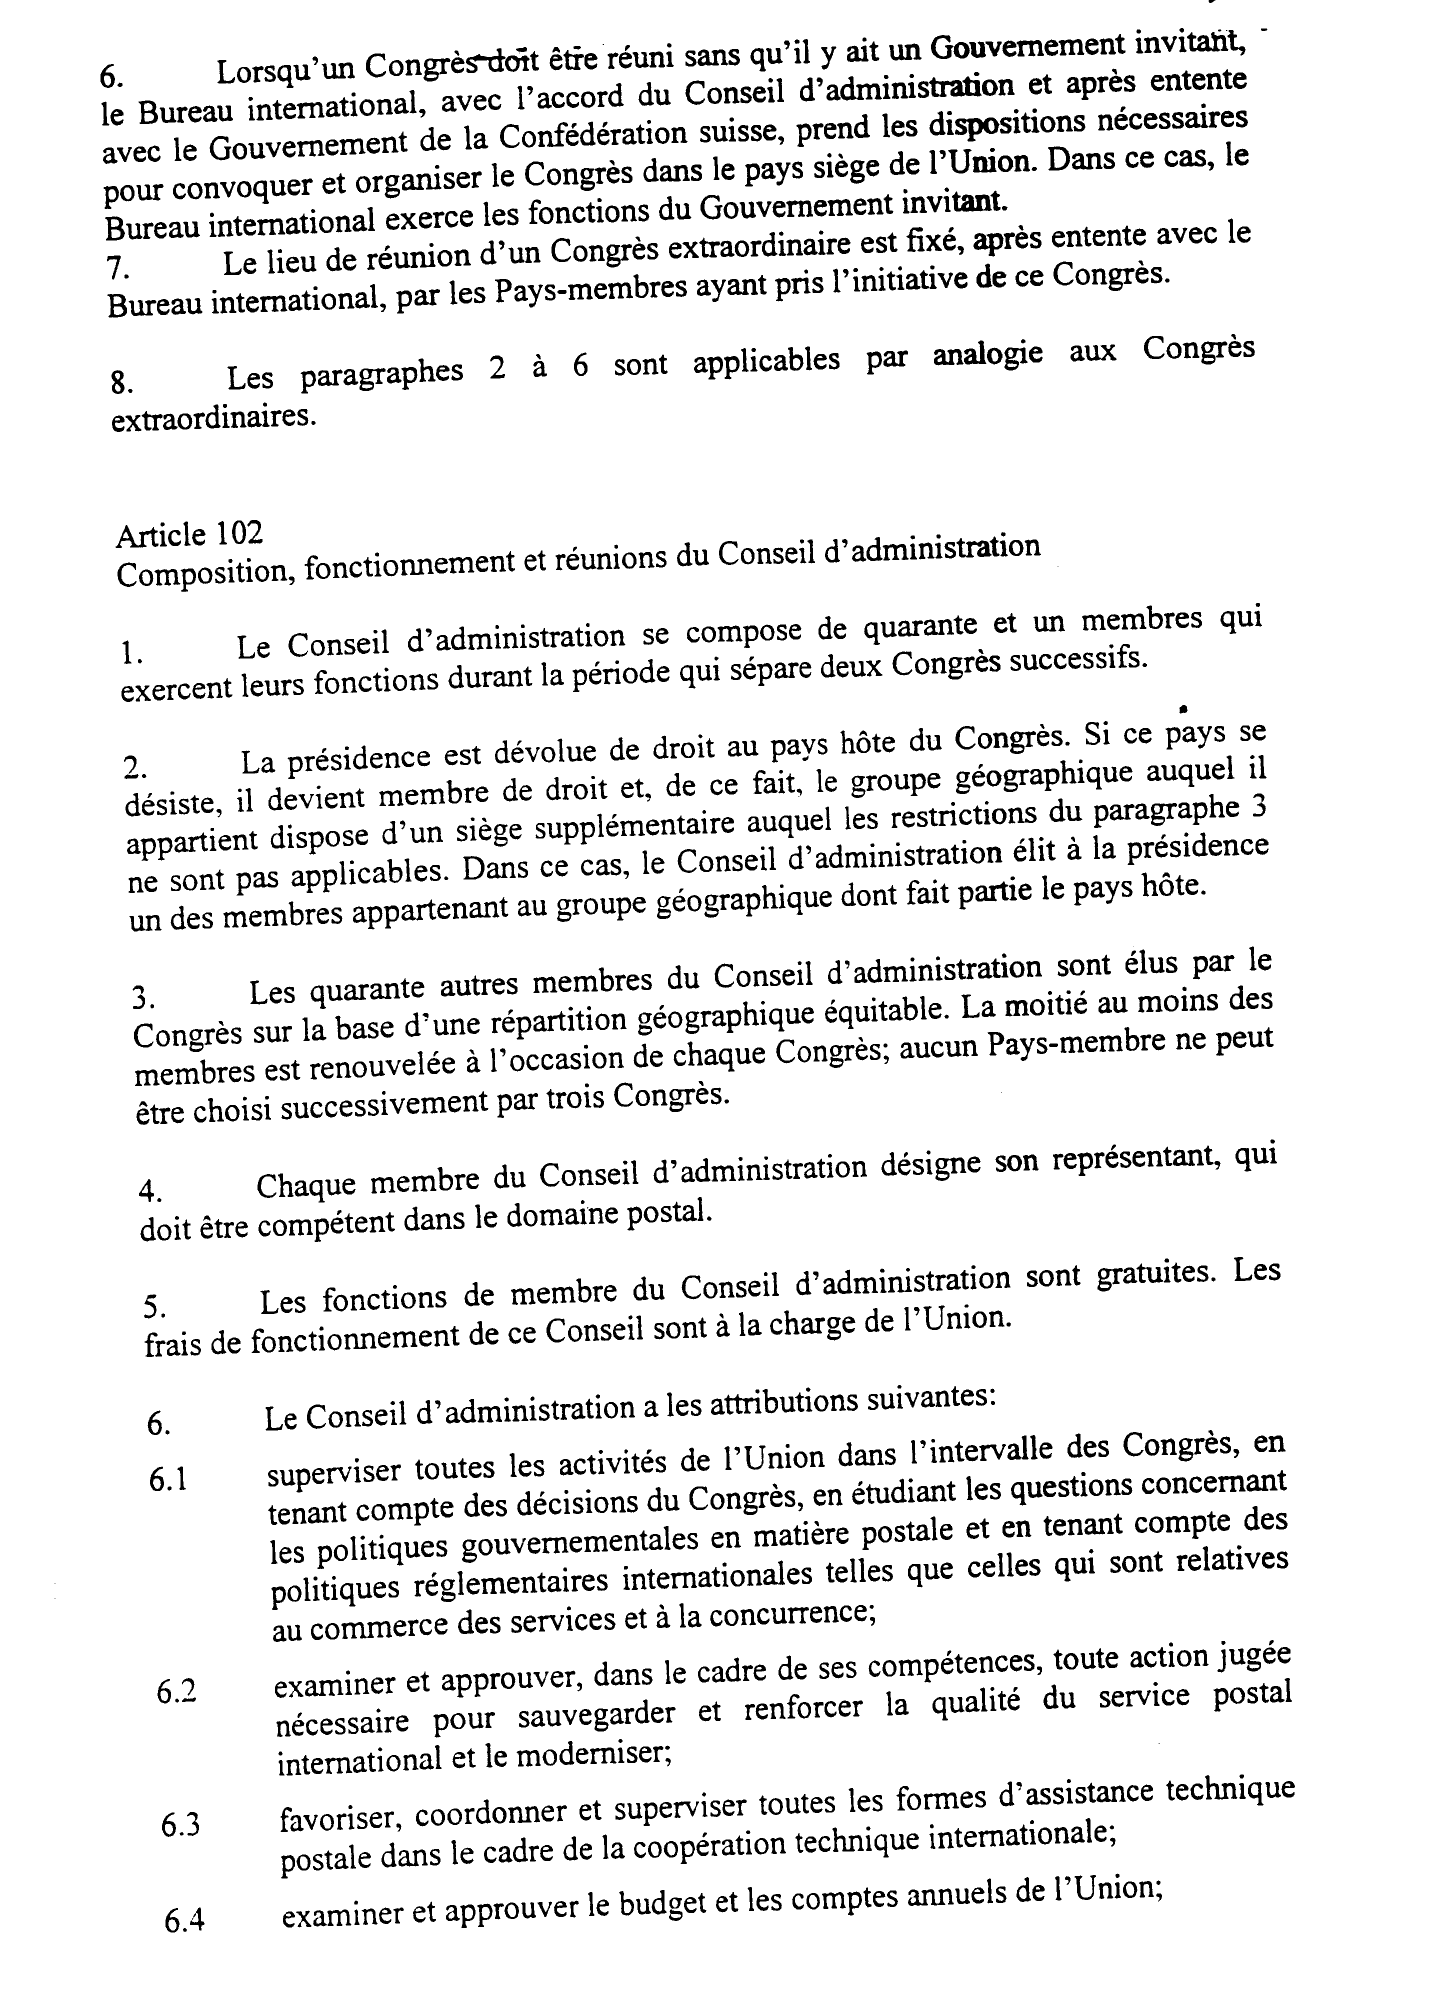 6. Lorsqu'un Congrès doit être réuni sans qu'il y ait un Gouvernement invitant,
le Bureau international, avec l'accord du Conseil d'administration et après entente
avec le Gouvernement de la Confédération suisse, prend les dispositions nécessaires
pour convoquer et organiser le Congrès dans le pays siège de l'Union. Dans ce cas, le
Bureau international exerce les fonctions du Gouvernement invitant.
7. Le lieu de réunion d'un Congrès extraordinaire est fixé, après entente avec le
Bureau international, par les Pays-membres ayant pris l'initiative de ce Congrès.
8. Les paragraphes 2 à 6 sont applicables par analogie aux Congrès
extraordinaires.
Article 102
Composition, fonctionnement et réunions du Conseil d'administration
1. Le Conseil d'administration se compose de quarante et un membres qui
exercent leurs fonctions durant la période qui sépare deux Congrès successifs.
2. La présidence est dévolue de droit au pays hôte du Congrès. Si ce pays se
désiste, il devient membre de droit et, de ce fait, le groupe géographique auquel il
appartient dispose d'un siège supplémentaire auquel les restrictions du paragraphe 3
ne sont pas applicables. Dans ce cas, le Conseil d'administration élit à la présidence
un des membres appartenant au groupe géographique dont fait partie le pays hôte.
3. Les quarante autres membres du Conseil d'administration sont élus par le
Congrès sur la base d'une répartition géographique équitable. La moitié au moins des
membres est renouvelée à l'occasion de chaque Congrès; aucun Pays-membre ne peut
être choisi successivement par trois Congrès.
4. Chaque membre du Conseil d'administration désigne son représentant, qui
doit être compétent dans le domaine postal.
5. Les fonctions de membre du Conseil d'administration sont gratuites. Les
frais de fonctionnement de ce Conseil sont à la charge de l'Union.
6. Le Conseil d'administration a les attributions suivantes:
6.1 superviser toutes les activités de l'Union dans l'intervalle des Congrès, en
tenant compte des décisions du Congrès, en étudiant les questions concernant
les politiques gouvernementales en matière postale et en tenant compte des
politiques réglementaires internationales telles que celles qui sont relatives
au commerce des services et à la concurrence;
6.2 examiner et approuver, dans le cadre de ses compétences, toute action jugée
nécessaire pour sauvegarder et renforcer la qualité du service postal
international et le moderniser;
6.3 favoriser, coordonner et superviser toutes les formes d'assistance technique
postale dans le cadre de la coopération technique internationale;
6.4 examiner et approuver le budget et les comptes annuels de l'Union;